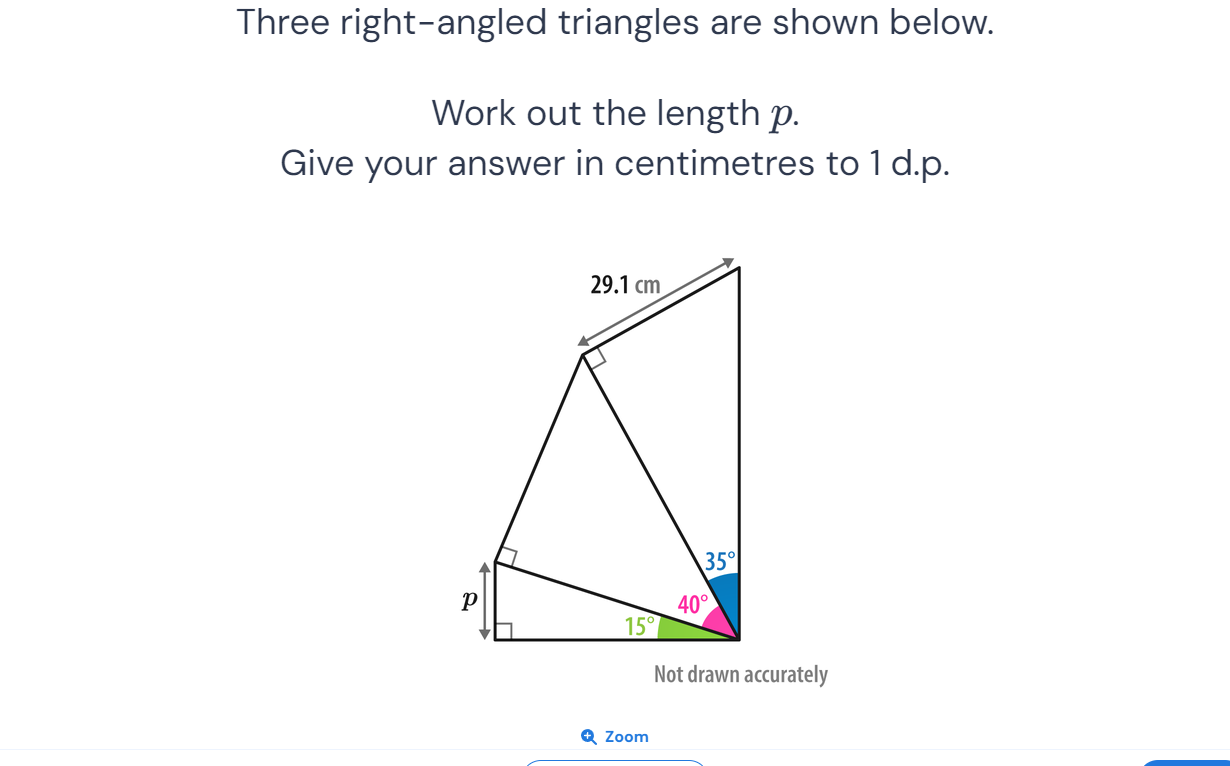 Three right-angled triangles are shown below.
Work out the length p.
Give your answer in centimetres to 1 d.p.
29.1 cm
35°
40°
p
15°
Not drawn accurately
Zoom